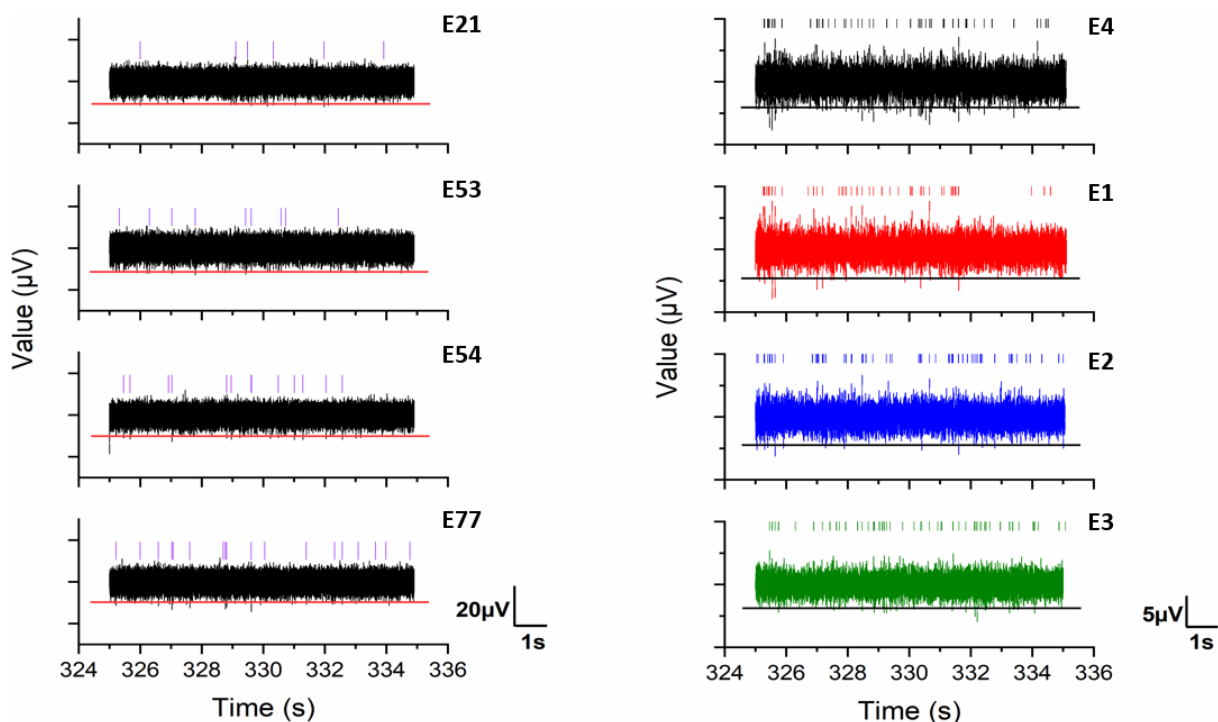 E21
E53
E54
E77
Value (µV)
20µV
1s
324 326 328 330 332 334 336
Time (s)
E4
E1
E2
E3
Value (µV)
5µV
1s
324 326 328 330 332 334 336
Time (s)